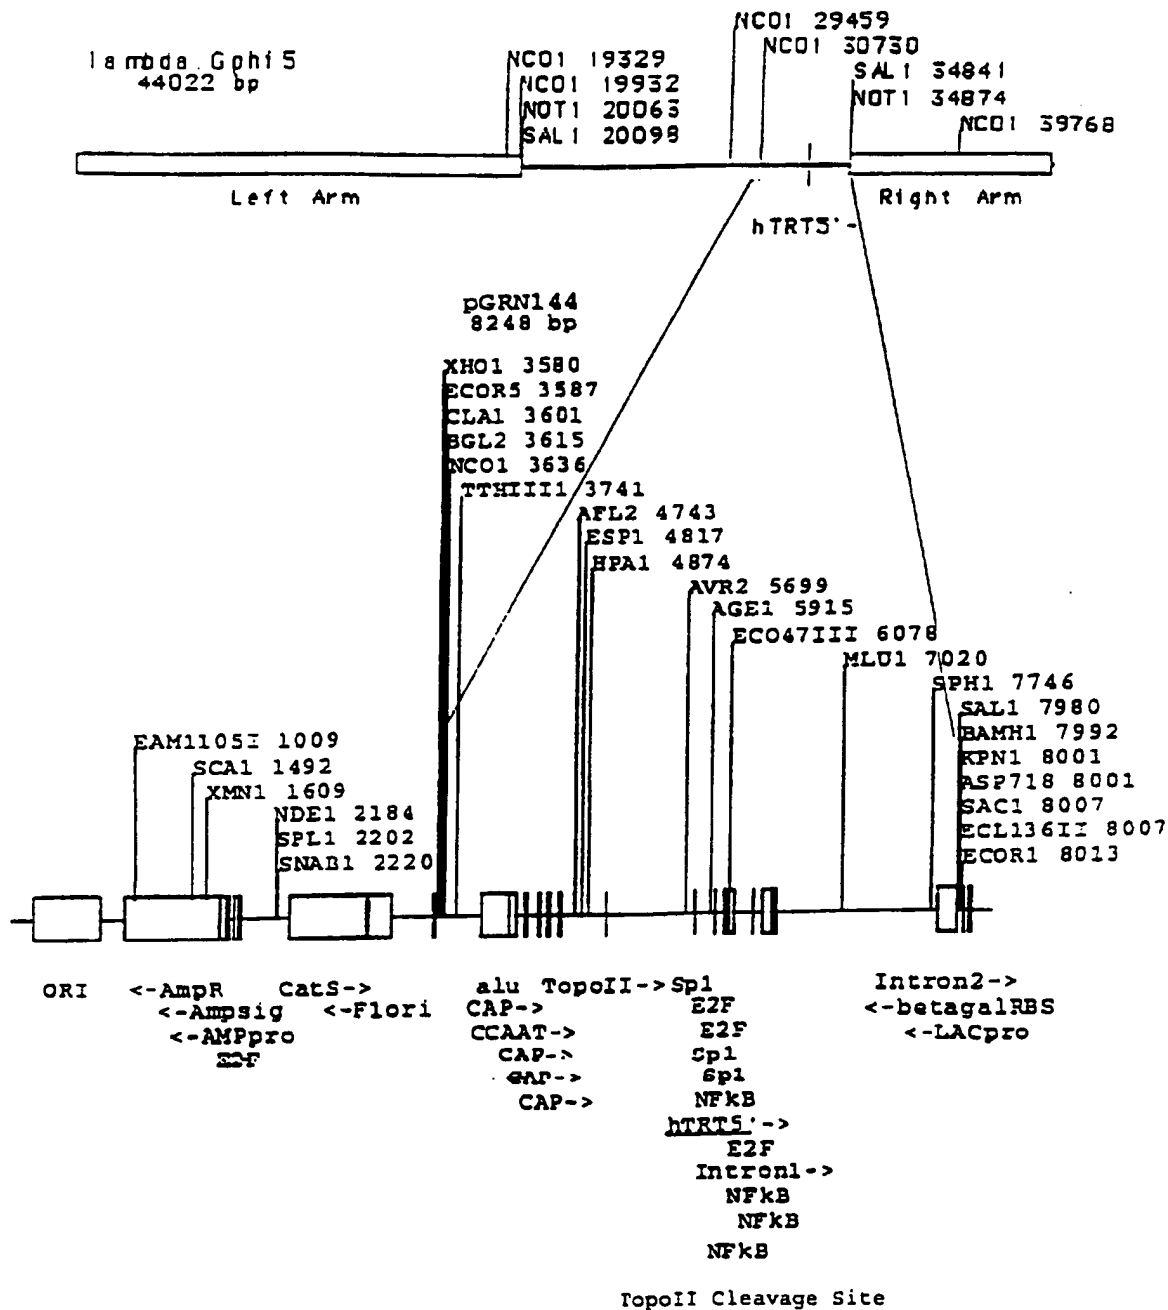 lambda Gphi5
44022 bp
NCO1 19329
NCO1 19932
NOT1 20063
SAL1 20098
NCO1 29459
NCO1 30730
SAL1 34841
NOT1 34874
NCO1 39768
Left Arm
Right Arm
hTRT5'-
pGRN144
8248 bp
XHO1 3580
ECOR5 3587
CLA1 3601
BGL2 3615
NCO1 3636
TTHIII1 3741
AFL2 4743
ESP1 4817
HPA1 4874
AVR2 5699
AGE1 5915
ECO47III 6078
MLU1 7020
SPH1 7746
SAL1 7980
BAMH1 7992
KPN1 8001
ASP718 8001
SAC1 8007
ECL136II 8007
ECOR1 8013
EAM1105I 1009
SCA1 1492
XMN1 1609
NDE1 2184
SPL1 2202
SNAB1 2220
ORI <-AmpR CatS-> alu TopoII-> Sp1 Intron2->
<-Ampsig <-Flori CAP-> E2F <-betagalRBS
<-AMPpro CCAAT-> E2F <-LACpro
E2F CAP-> Sp1
CAP-> Sp1
CAP-> NFkB
hTRT5'->
E2F
Intron1->
NFkB
NFkB
NFkB
TopoII Cleavage Site